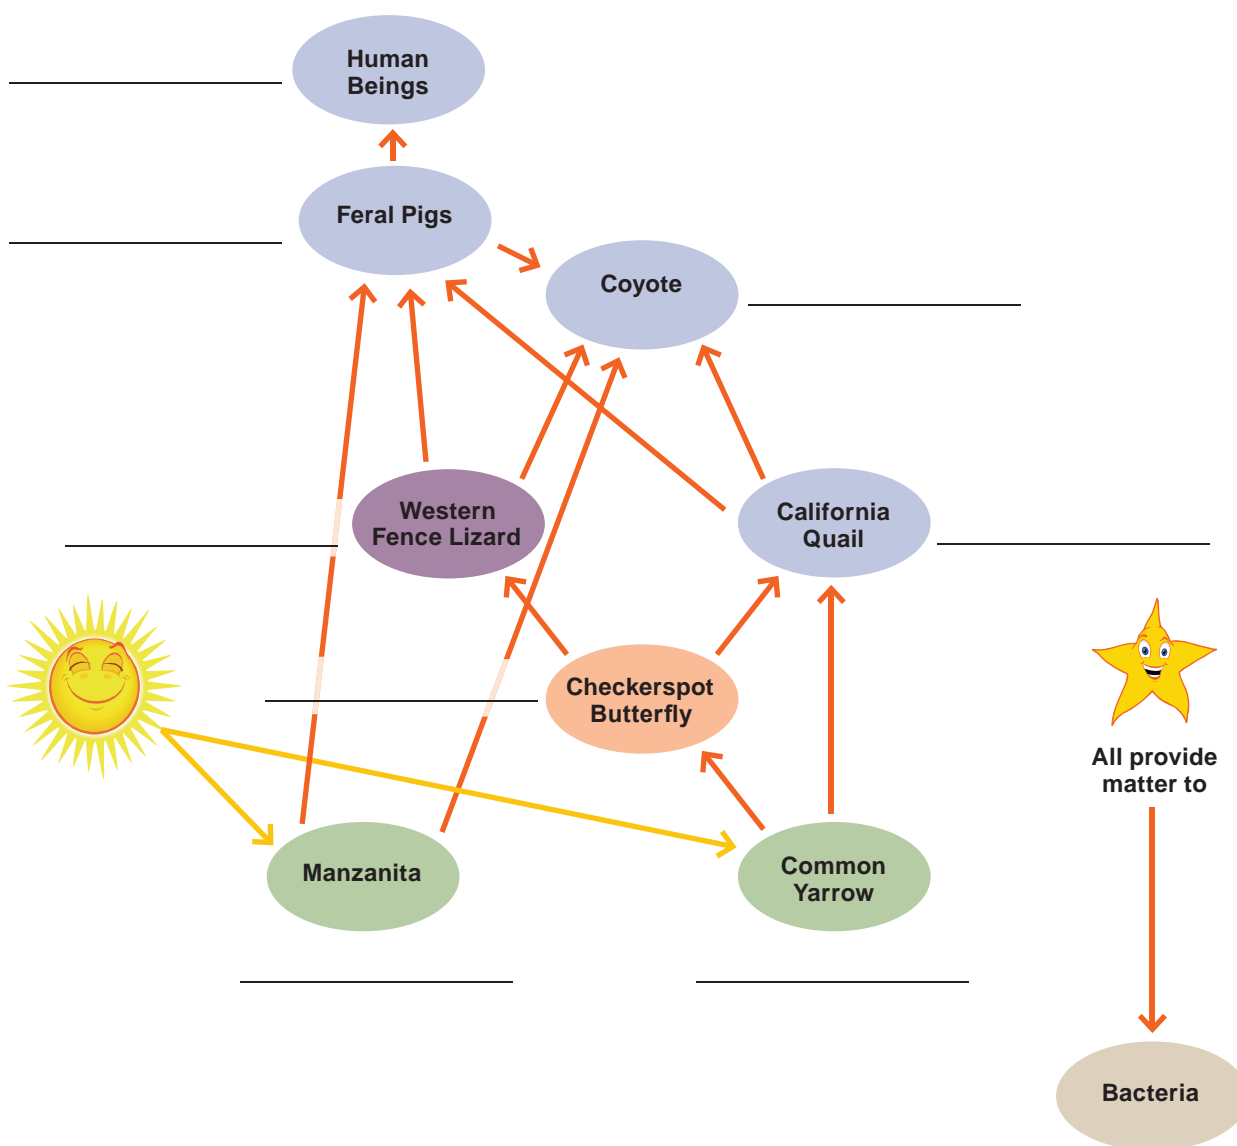 Human
Beings
Feral Pigs
Coyote
Western
Fence Lizard
California
Quail
Checkerspot
Butterfly
All provide
matter to
Manzanita
Common
Yarrow
Bacteria